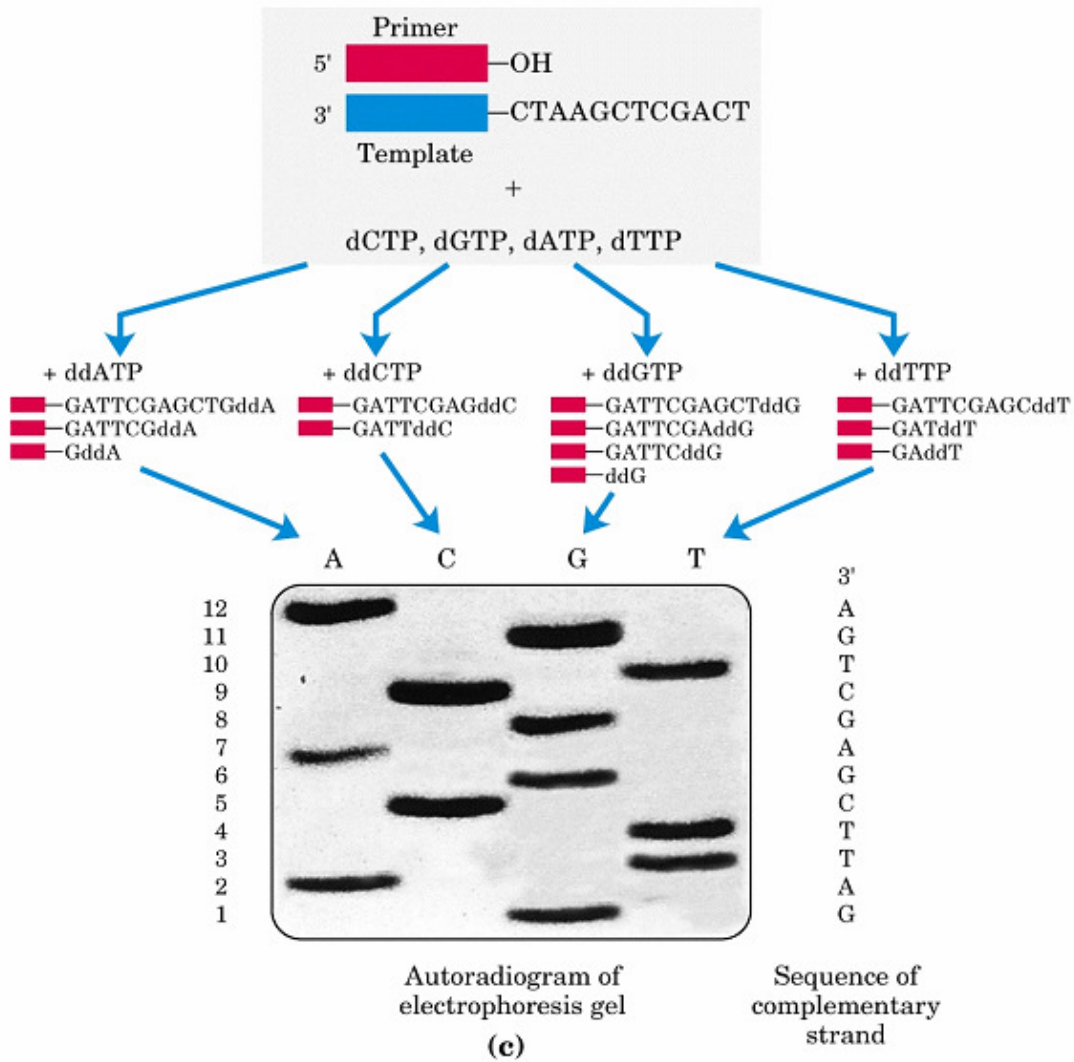 Primer
5'
OH
3'
CTAAGCTCGACT
Template
+
dCTP, dGTP, dATP, dTTP
+ ddATP
GATTCGAGCTGddA
GATTCGddA
GddA
+ ddCTP
GATTCGAGddC
GATTddC
+ ddGTP
GATTCGAGCTddG
GATTCGAddG
GATTCddG
ddG
+ ddTTP
GATTCGAGCddT
GATddT
GAddT
A C G T
3'
12 A
11 G
10 T
9 C
8 G
7 A
6 G
5 C
4 T
3 T
2 A
1 G
Autoradiogram of
electrophoresis gel
Sequence of
complementary
strand
(c)